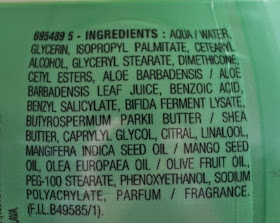 695489 5 - INGREDIENTS : AQUA / WATER,
GLYCERIN, ISOPROPYL PALMITATE, CETEARYL
ALCOHOL, GLYCERYL STEARATE, DIMETHICONE,
CETYL ESTERS, ALOE BARBADENSIS / ALOE
BARBADENSIS LEAF JUICE, BENZOIC ACID,
BENZYL SALICYLATE, BIFIDA FERMENT LYSATE,
BUTYROSPERMUM PARKII BUTTER / SHEA
BUTTER, CAPRYLYL GLYCOL, CITRAL, LINALOOL,
MANGIFERA INDICA SEED OIL / MANGO SEED
OIL, OLEA EUROPAEA OIL / OLIVE FRUIT OIL,
PEG-100 STEARATE, PHENOXYETHANOL, SODIUM
POLYACRYLATE, PARFUM / FRAGRANCE.
(F.I.L B49585/1).